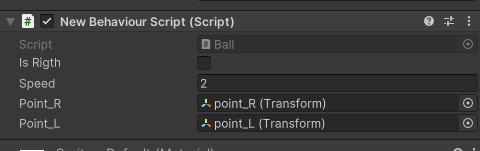 New Behaviour Script (Script)
Script Ball
Is Rigth
Speed 2
Point_R point_R (Transform)
Point_L point_L (Transform)